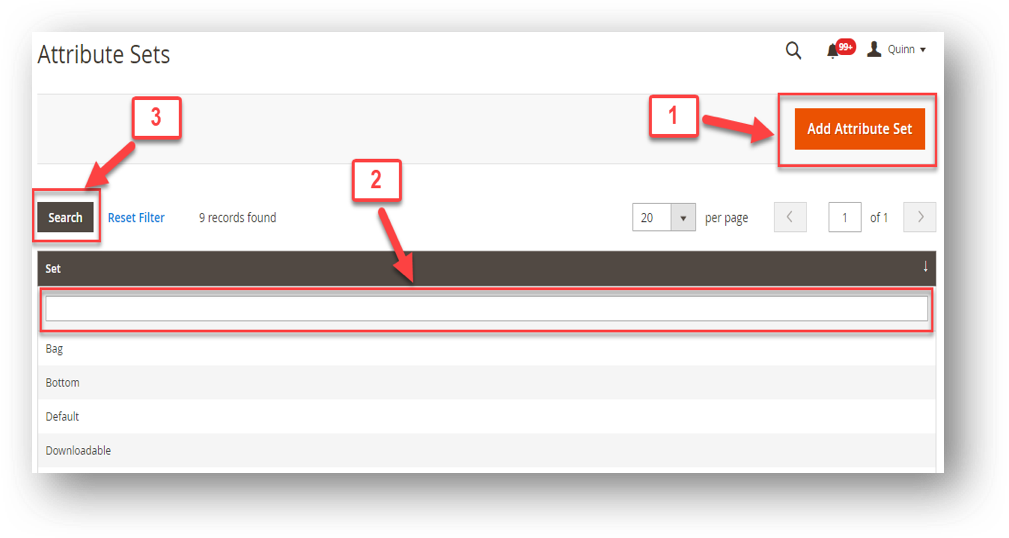 Attribute Sets
99+
Quinn
3
1
Add Attribute Set
2
Search Reset Filter 9 records found 20 per page 1 of 1
Set ↓
Bag
Bottom
Default
Downloadable